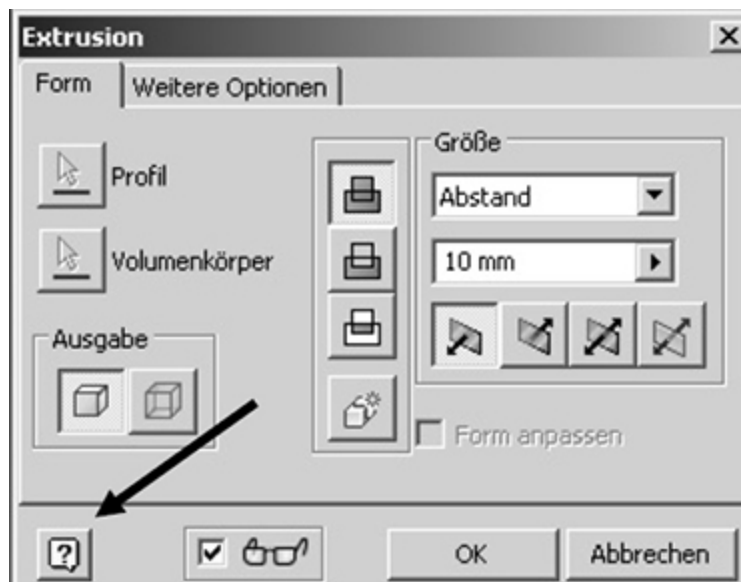 Extrusion
Form
Weitere Optionen
Profil
Volumenkörper
Ausgabe
Größe
Abstand
10 mm
Form anpassen
?
OK
Abbrechen